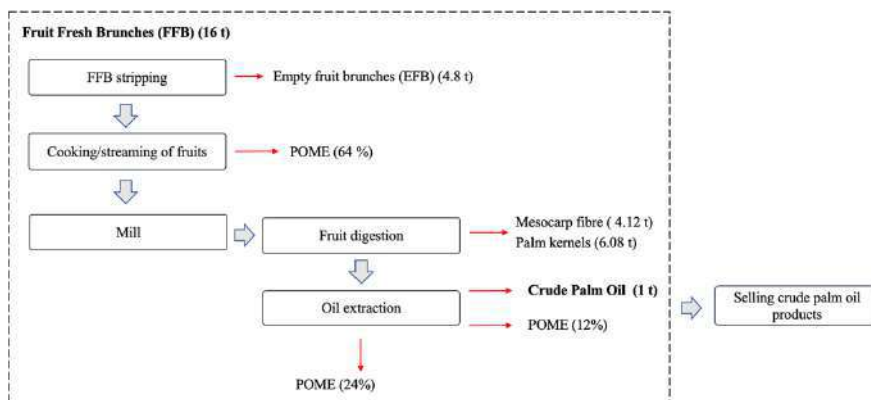 Fruit Fresh Brunches (FFB) (16 t)
FFB stripping
Empty fruit brunches (EFB) (4.8 t)
Cooking/streaming of fruits
POME (64 %)
Mill
Fruit digestion
Mesocarp fibre ( 4.12 t)
Palm kernels (6.08 t)
Oil extraction
Crude Palm Oil (1 t)
POME (12%)
POME (24%)
Selling crude palm oil
products